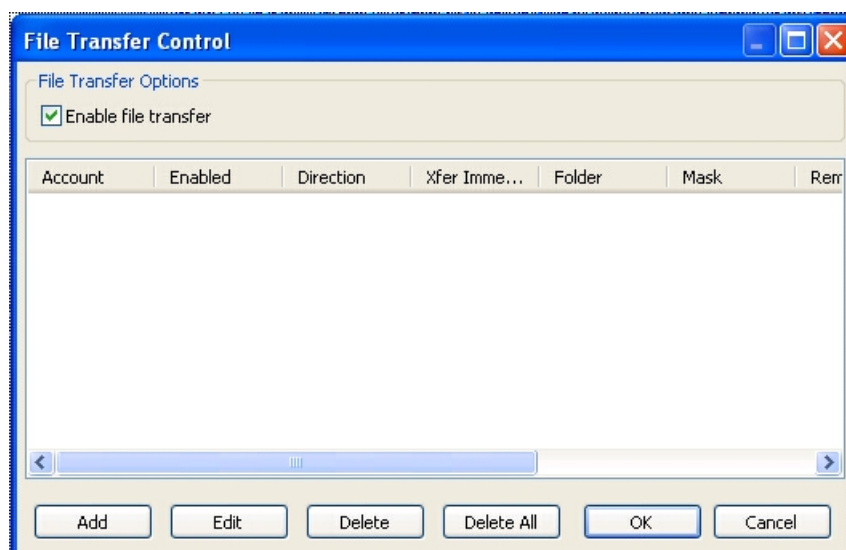 File Transfer Control
File Transfer Options
Enable file transfer
Account Enabled Direction Xfer Imme... Folder Mask Rem
Add Edit Delete Delete All OK Cancel